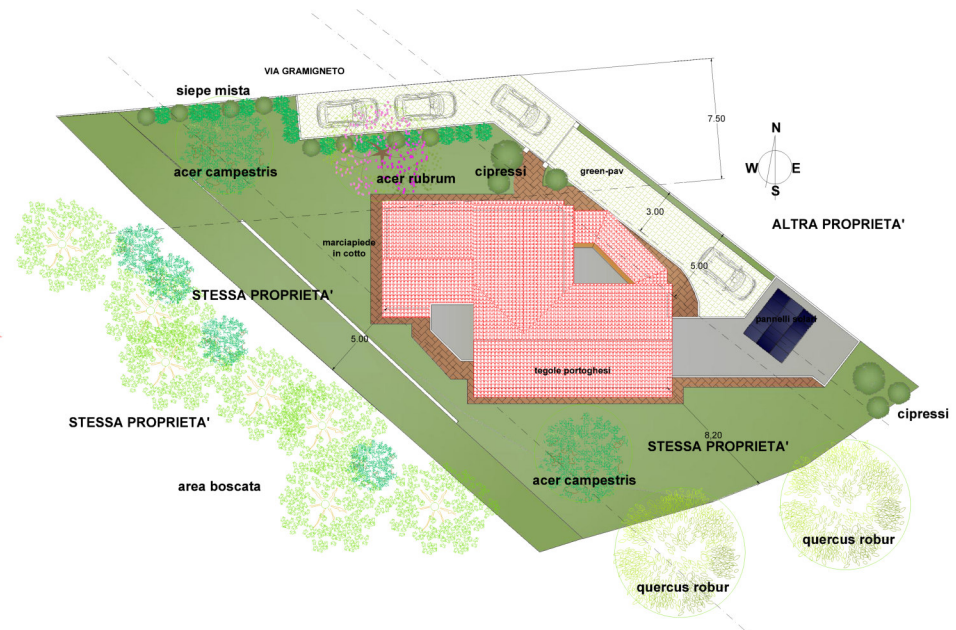 VIA GRAMIGNETO
siepe mista
7.50
N
W E
S
acer campestris
acer rubrum
cipressi
green-pav
3.00
ALTRA PROPRIETA'
marciapiede
in cotto
5.00
STESSA PROPRIETA'
pannelli solari
5.00
tegole portoghesi
STESSA PROPRIETA'
cipressi
8,20
STESSA PROPRIETA'
area boscata
acer campestris
quercus robur
quercus robur